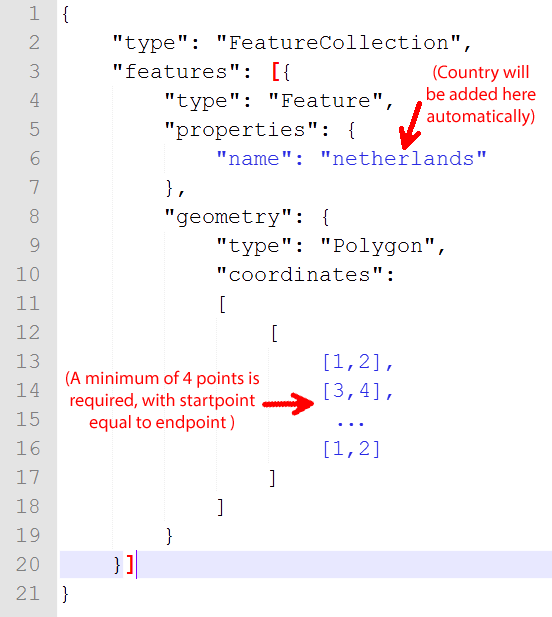 1 {
2 "type": "FeatureCollection",
3 "features": [{
(Country will
be added here
automatically)
4 "type": "Feature",
5 "properties": {
6 "name": "netherlands"
7 },
8 "geometry": {
9 "type": "Polygon",
10 "coordinates":
11 [
12 [
13 [1,2],
(A minimum of 4 points is
required, with startpoint
equal to endpoint )
14 [3,4],
15 ...
16 [1,2]
17 ]
18 ]
19 }
20 }]
21 }